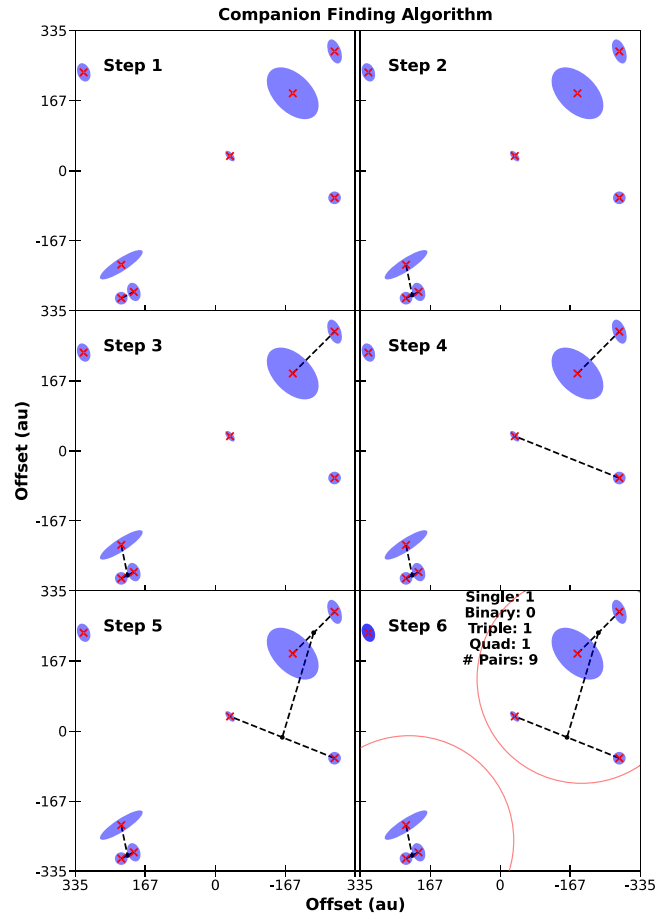 Companion Finding Algorithm
335
167
0
-167
Step 1
Step 2
335
167
0
-167
Step 3
Step 4
Offset (au)
335
167
0
-167
-335
Step 5
Step 6
Single: 1
Binary: 0
Triple: 1
Quad: 1
# Pairs: 9
335 167 0 -167 335 167 0 -167 -335
Offset (au)